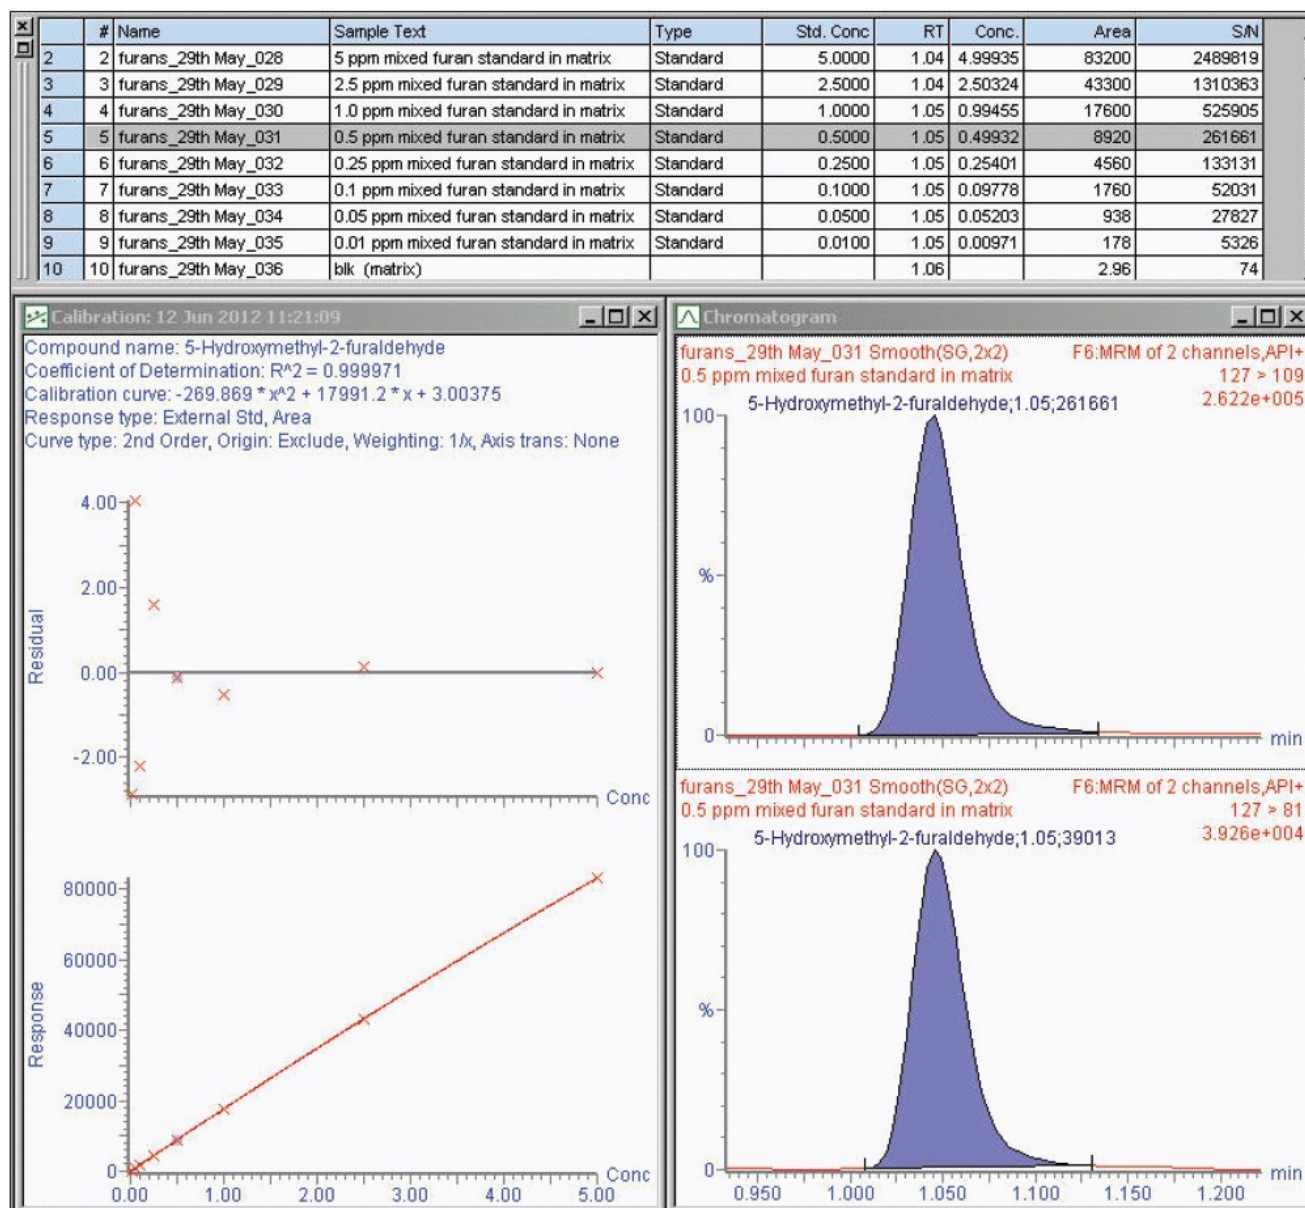 # Name Sample Text Type Std. Conc RT Conc. Area S/N
2 2 furans_29th May_028 5 ppm mixed furan standard in matrix Standard 5.0000 1.04 4.99935 83200 2489819
3 3 furans_29th May_029 2.5 ppm mixed furan standard in matrix Standard 2.5000 1.04 2.50324 43300 1310363
4 4 furans_29th May_030 1.0 ppm mixed furan standard in matrix Standard 1.0000 1.05 0.99455 17600 525905
5 5 furans_29th May_031 0.5 ppm mixed furan standard in matrix Standard 0.5000 1.05 0.49932 8920 261661
6 6 furans_29th May_032 0.25 ppm mixed furan standard in matrix Standard 0.2500 1.05 0.25401 4560 133131
7 7 furans_29th May_033 0.1 ppm mixed furan standard in matrix Standard 0.1000 1.05 0.09778 1760 52031
8 8 furans_29th May_034 0.05 ppm mixed furan standard in matrix Standard 0.0500 1.05 0.05203 938 27827
9 9 furans_29th May_035 0.01 ppm mixed furan standard in matrix Standard 0.0100 1.05 0.00971 178 5326
10 10 furans_29th May_036 blk (matrix) 1.06 2.96 74
Calibration: 12 Jun 2012 11:21:09
Compound name: 5-Hydroxymethyl-2-furaldehyde
Coefficient of Determination: R^2 = 0.999971
Calibration curve: -269.869 * x^2 + 17991.2 * x + 3.00375
Response type: External Std, Area
Curve type: 2nd Order, Origin: Exclude, Weighting: 1/x, Axis trans: None
4.00
2.00
Residual
0.00
-2.00
Conc
80000
60000
Response
40000
20000
0
Conc
0.00 1.00 2.00 3.00 4.00 5.00
Chromatogram
furans_29th May_031 Smooth(SG,2x2) F6:MRM of 2 channels,API+
0.5 ppm mixed furan standard in matrix 127 > 109
2.622e+005
5-Hydroxymethyl-2-furaldehyde;1.05;261661
100
%
0
min
0.950 1.000 1.050 1.100 1.150 1.200
furans_29th May_031 Smooth(SG,2x2) F6:MRM of 2 channels,API+
0.5 ppm mixed furan standard in matrix 127 > 81
3.926e+004
5-Hydroxymethyl-2-furaldehyde;1.05;39013
100
%
0
min
0.950 1.000 1.050 1.100 1.150 1.200